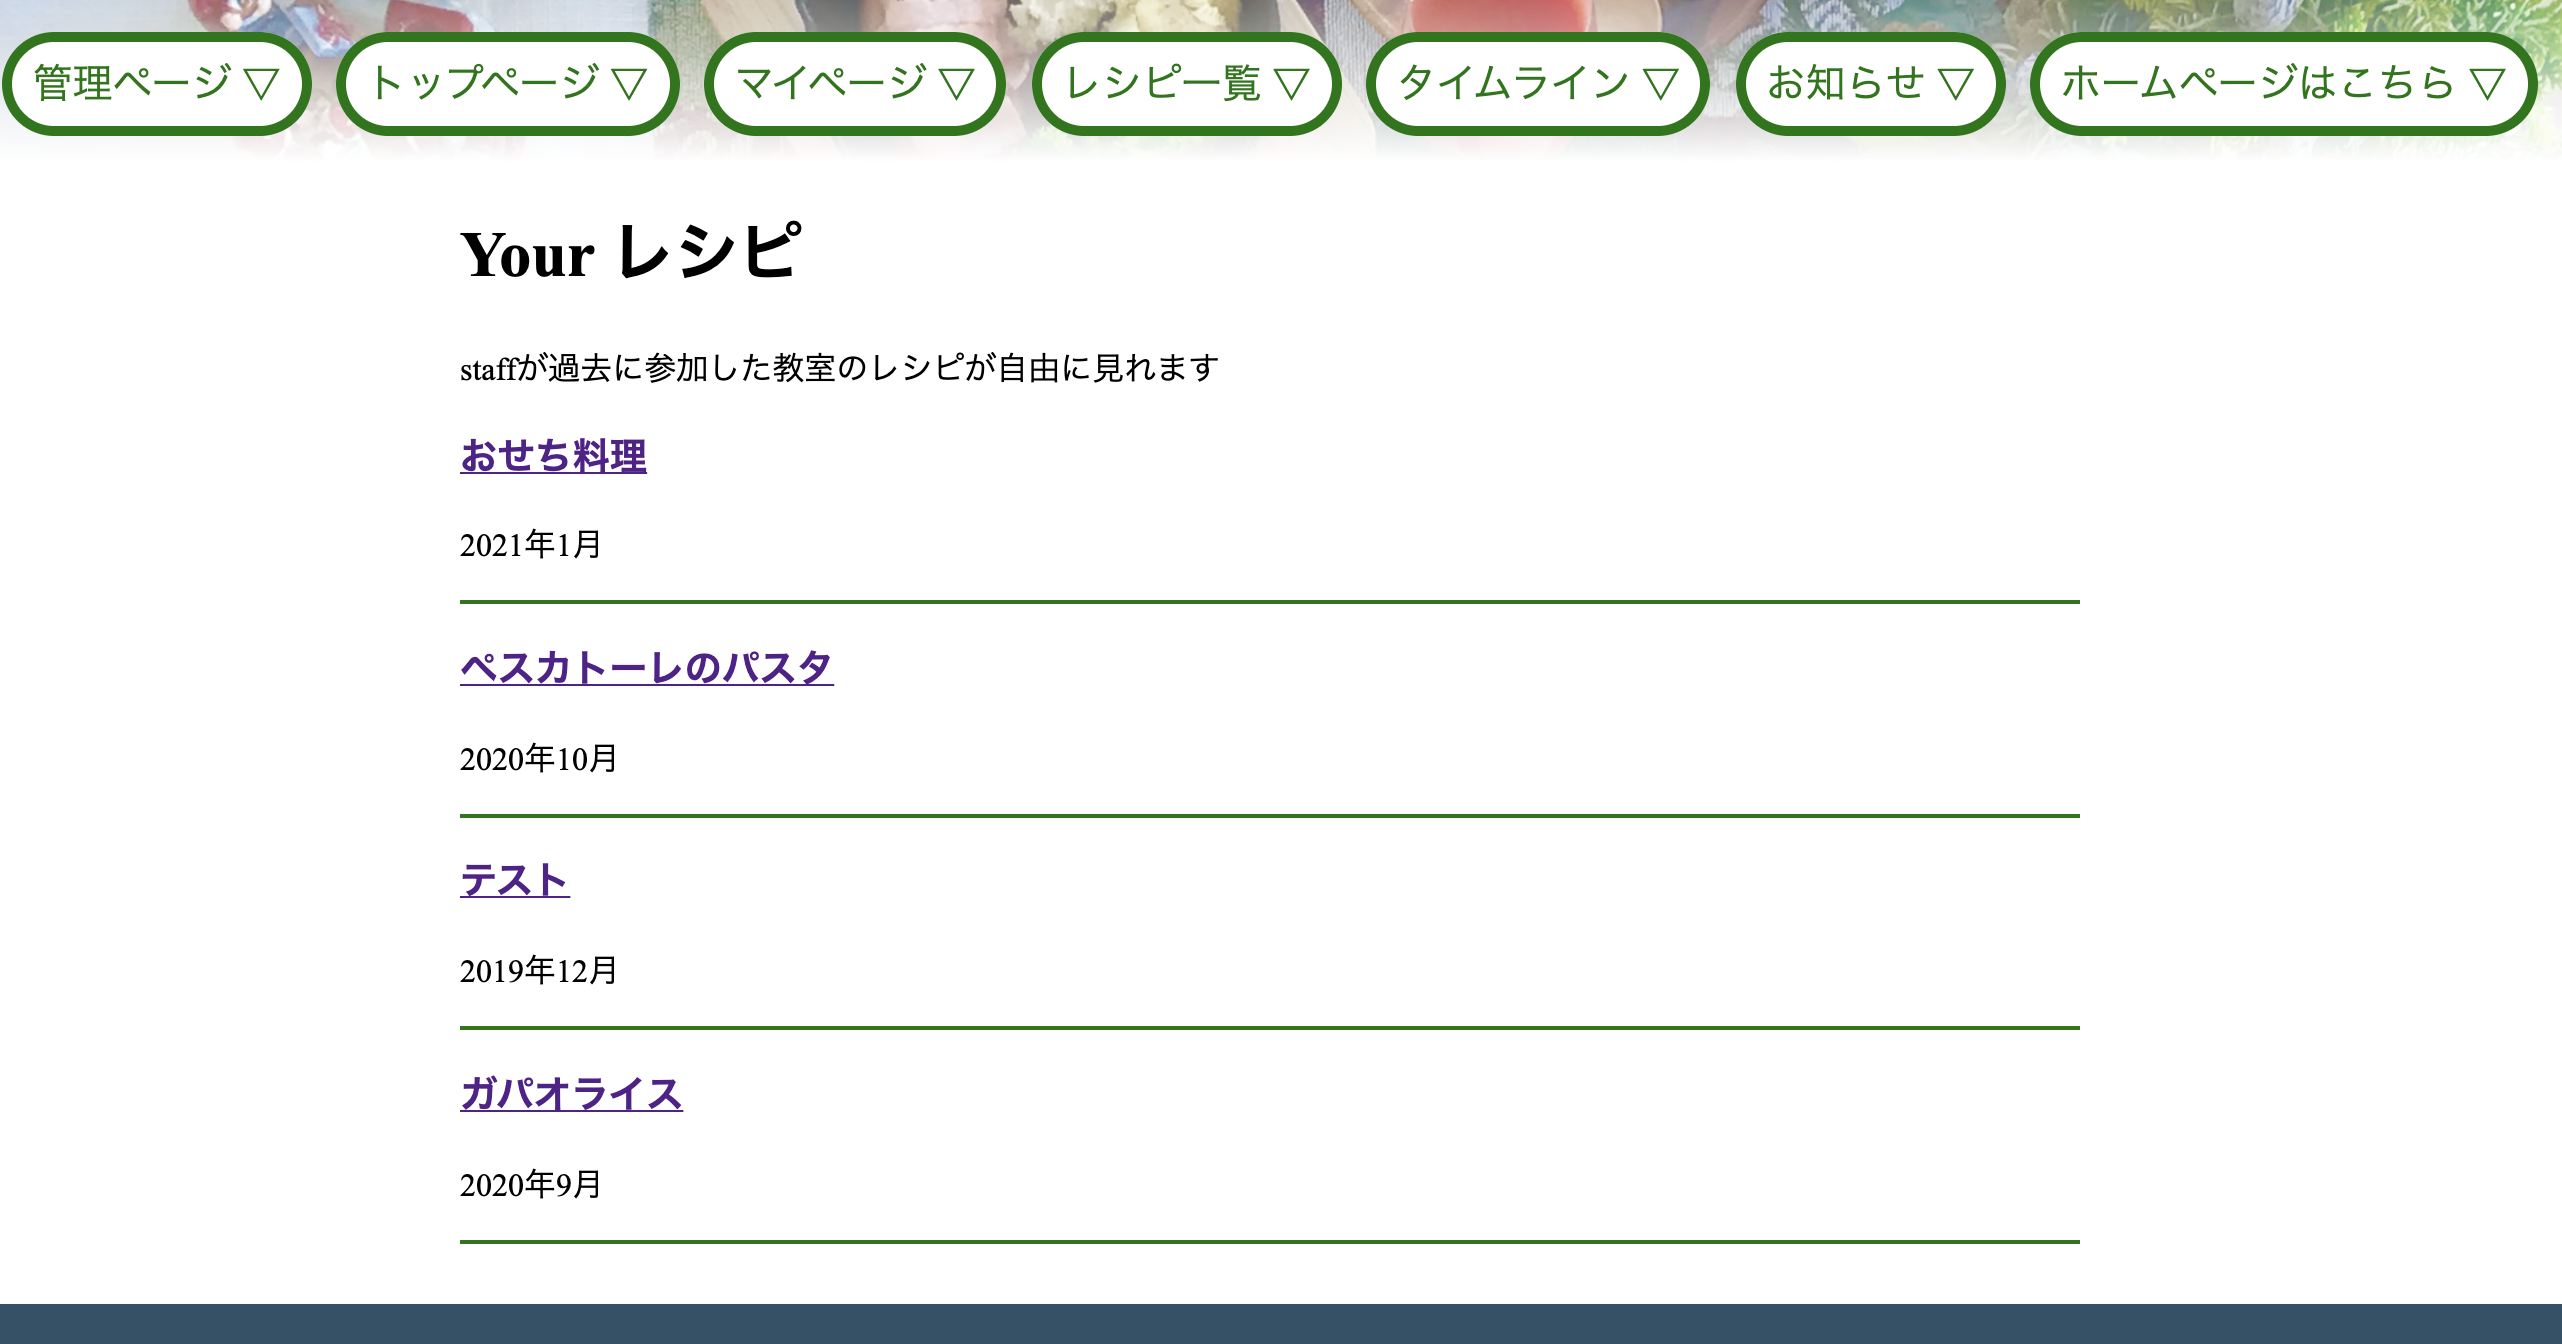 管理ページ ▽ トップページ ▽ マイページ ▽ レシピ一覧 ▽ タイムライン ▽ お知らせ ▽ ホームページはこちら ▽
Your レシピ
staffが過去に参加した教室のレシピが自由に見れます
おせち料理
2021年1月
ペスカトーレのパスタ
2020年10月
テスト
2019年12月
ガパオライス
2020年9月